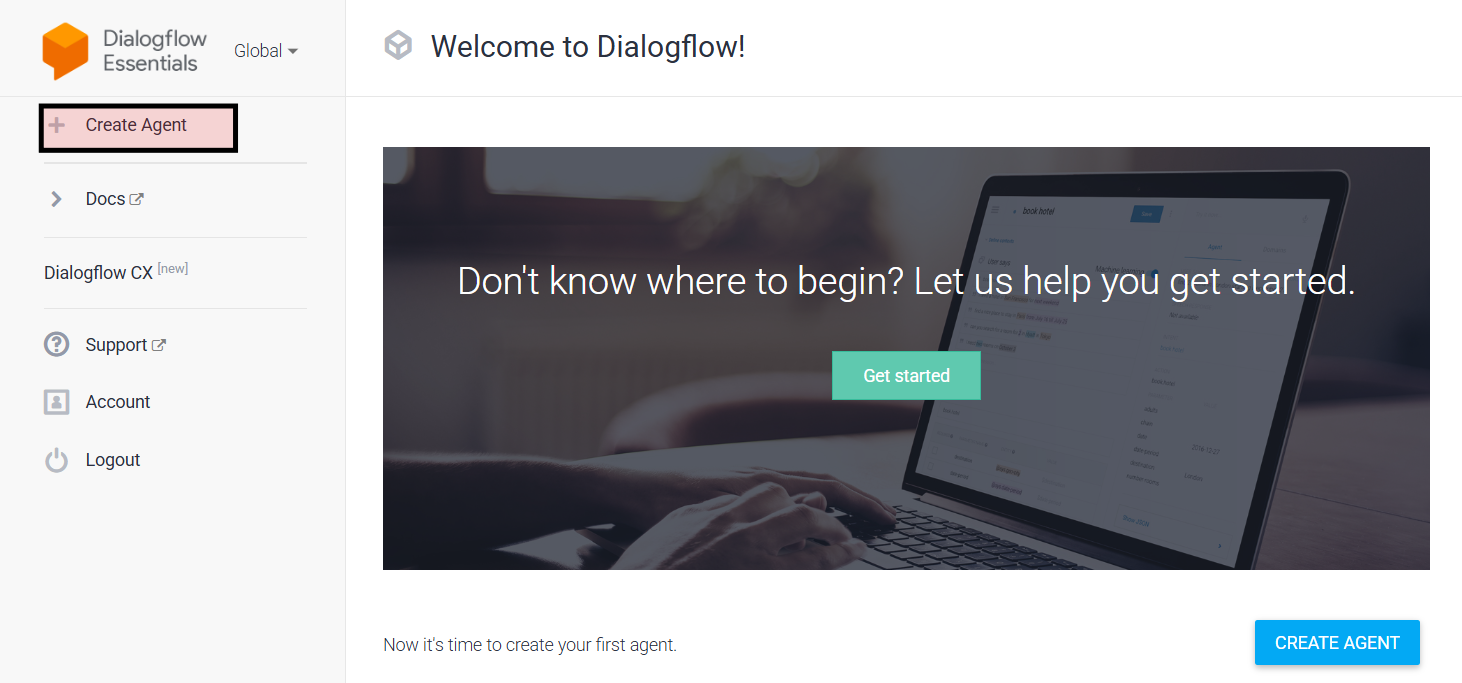 Dialogflow
Essentials
Global
Create Agent
Docs
Dialogflow CX [new]
Support
Account
Logout
Welcome to Dialogflow!
book hotel
Don't know where to begin? Let us help you get started.
Get started
Now it's time to create your first agent.
CREATE AGENT